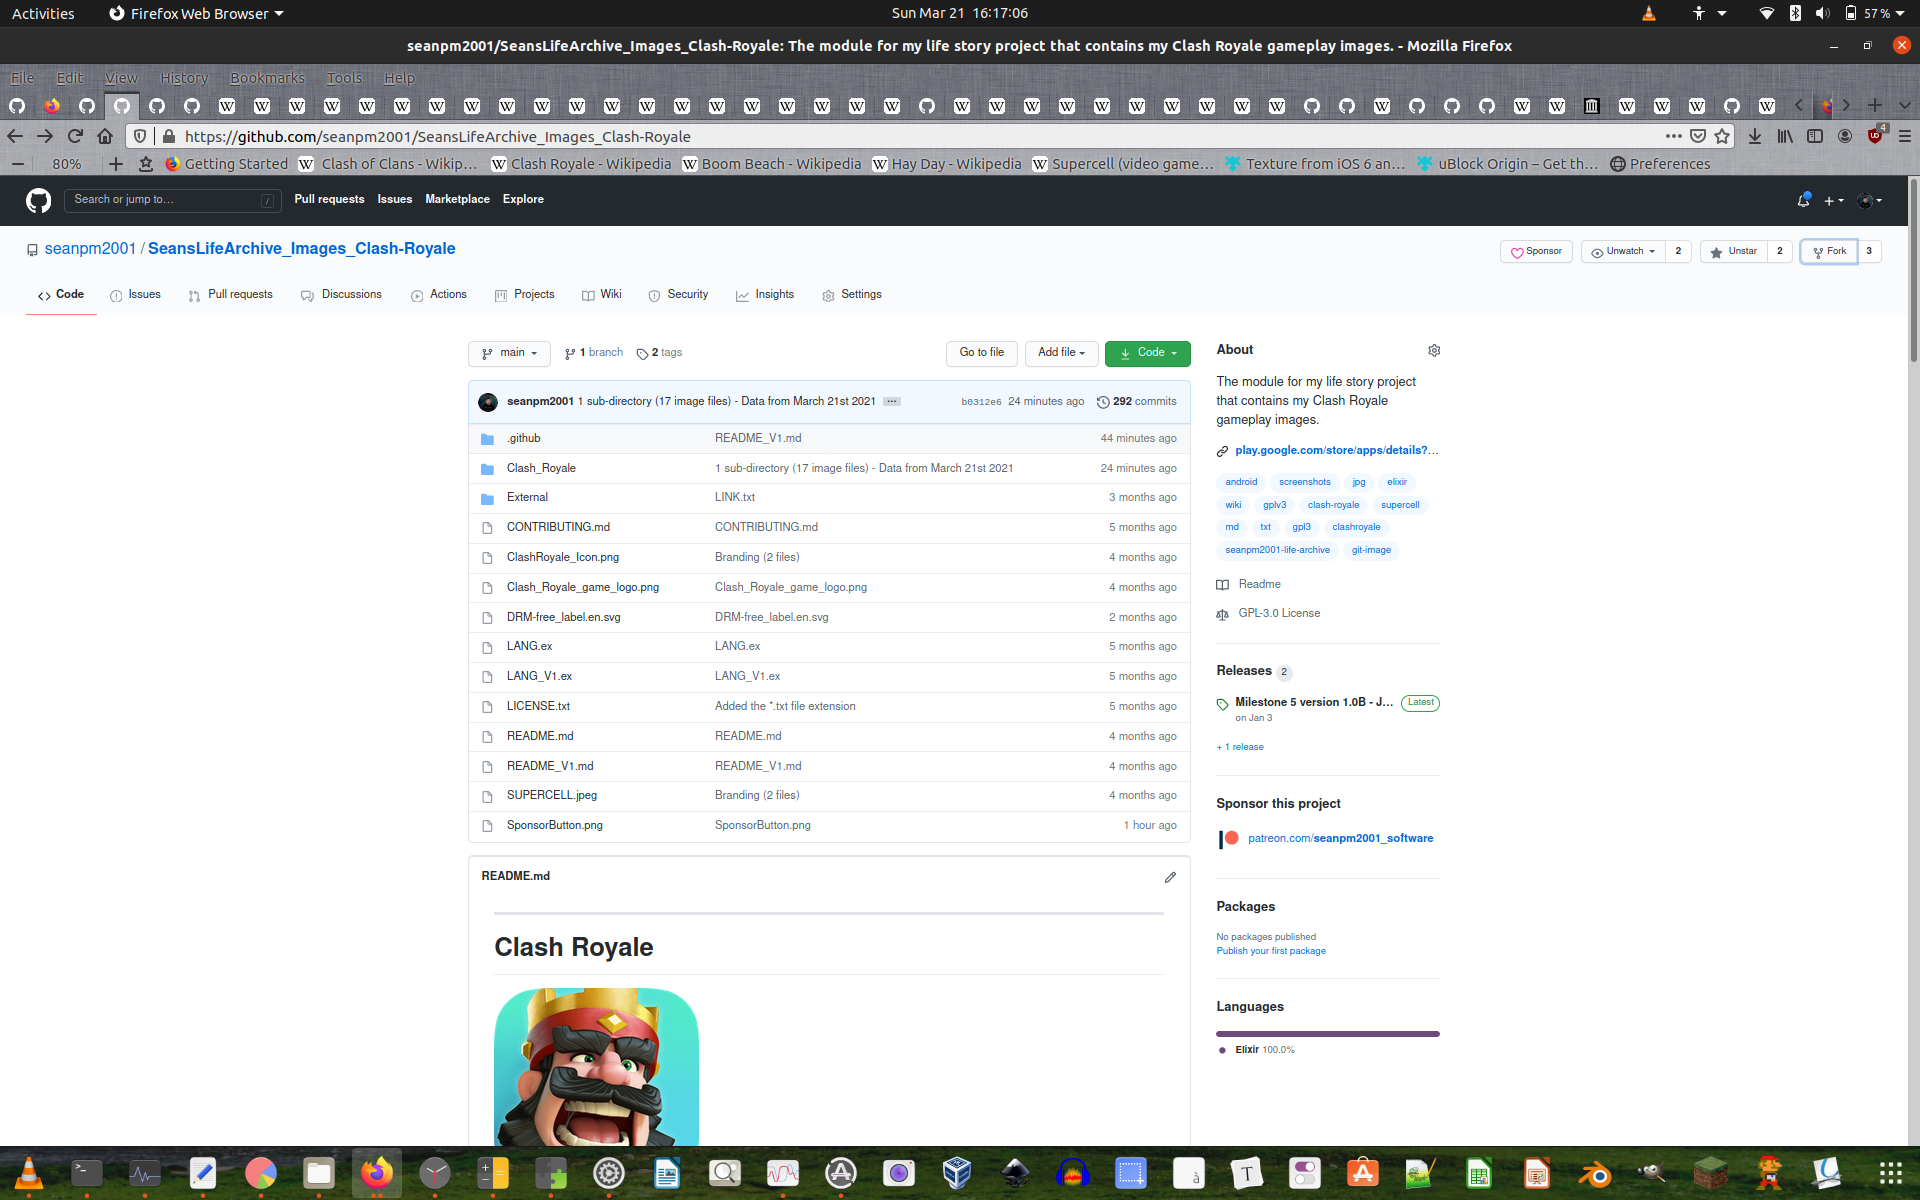 Activities Firefox Web Browser Sun Mar 21 16:17:06 57 %
seanpm2001/SeansLifeArchive_Images_Clash-Royale: The module for my life story project that contains my Clash Royale gameplay images. - Mozilla Firefox
File Edit View History Bookmarks Tools Help
https://github.com/seanpm2001/SeansLifeArchive_Images_Clash-Royale 4
80% Getting Started Clash of Clans - Wikip… Clash Royale - Wikipedia Boom Beach - Wikipedia Hay Day - Wikipedia Supercell (video game… Texture from iOS 6 an… uBlock Origin – Get th… Preferences
Search or jump to… / Pull requests Issues Marketplace Explore
seanpm2001 / SeansLifeArchive_Images_Clash-Royale Sponsor Unwatch 2 Unstar 2 Fork 3
Code Issues Pull requests Discussions Actions Projects Wiki Security Insights Settings
main 1 branch 2 tags Go to file Add file Code
seanpm2001 1 sub-directory (17 image files) - Data from March 21st 2021 … b0312e6 24 minutes ago 292 commits
.github README_V1.md 44 minutes ago
Clash_Royale 1 sub-directory (17 image files) - Data from March 21st 2021 24 minutes ago
External LINK.txt 3 months ago
CONTRIBUTING.md CONTRIBUTING.md 5 months ago
ClashRoyale_Icon.png Branding (2 files) 4 months ago
Clash_Royale_game_logo.png Clash_Royale_game_logo.png 4 months ago
DRM-free_label.en.svg DRM-free_label.en.svg 2 months ago
LANG.ex LANG.ex 5 months ago
LANG_V1.ex LANG_V1.ex 5 months ago
LICENSE.txt Added the *.txt file extension 5 months ago
README.md README.md 4 months ago
README_V1.md README_V1.md 4 months ago
SUPERCELL.jpeg Branding (2 files) 4 months ago
SponsorButton.png SponsorButton.png 1 hour ago
README.md
Clash Royale
About
The module for my life story project
that contains my Clash Royale
gameplay images.
play.google.com/store/apps/details?…
android screenshots jpg elixir
wiki gplv3 clash-royale supercell
md txt gpl3 clashroyale
seanpm2001-life-archive git-image
Readme
GPL-3.0 License
Releases 2
Milestone 5 version 1.0B - J… Latest
on Jan 3
+ 1 release
Sponsor this project
patreon.com/seanpm2001_software
Packages
No packages published
Publish your first package
Languages
Elixir 100.0%